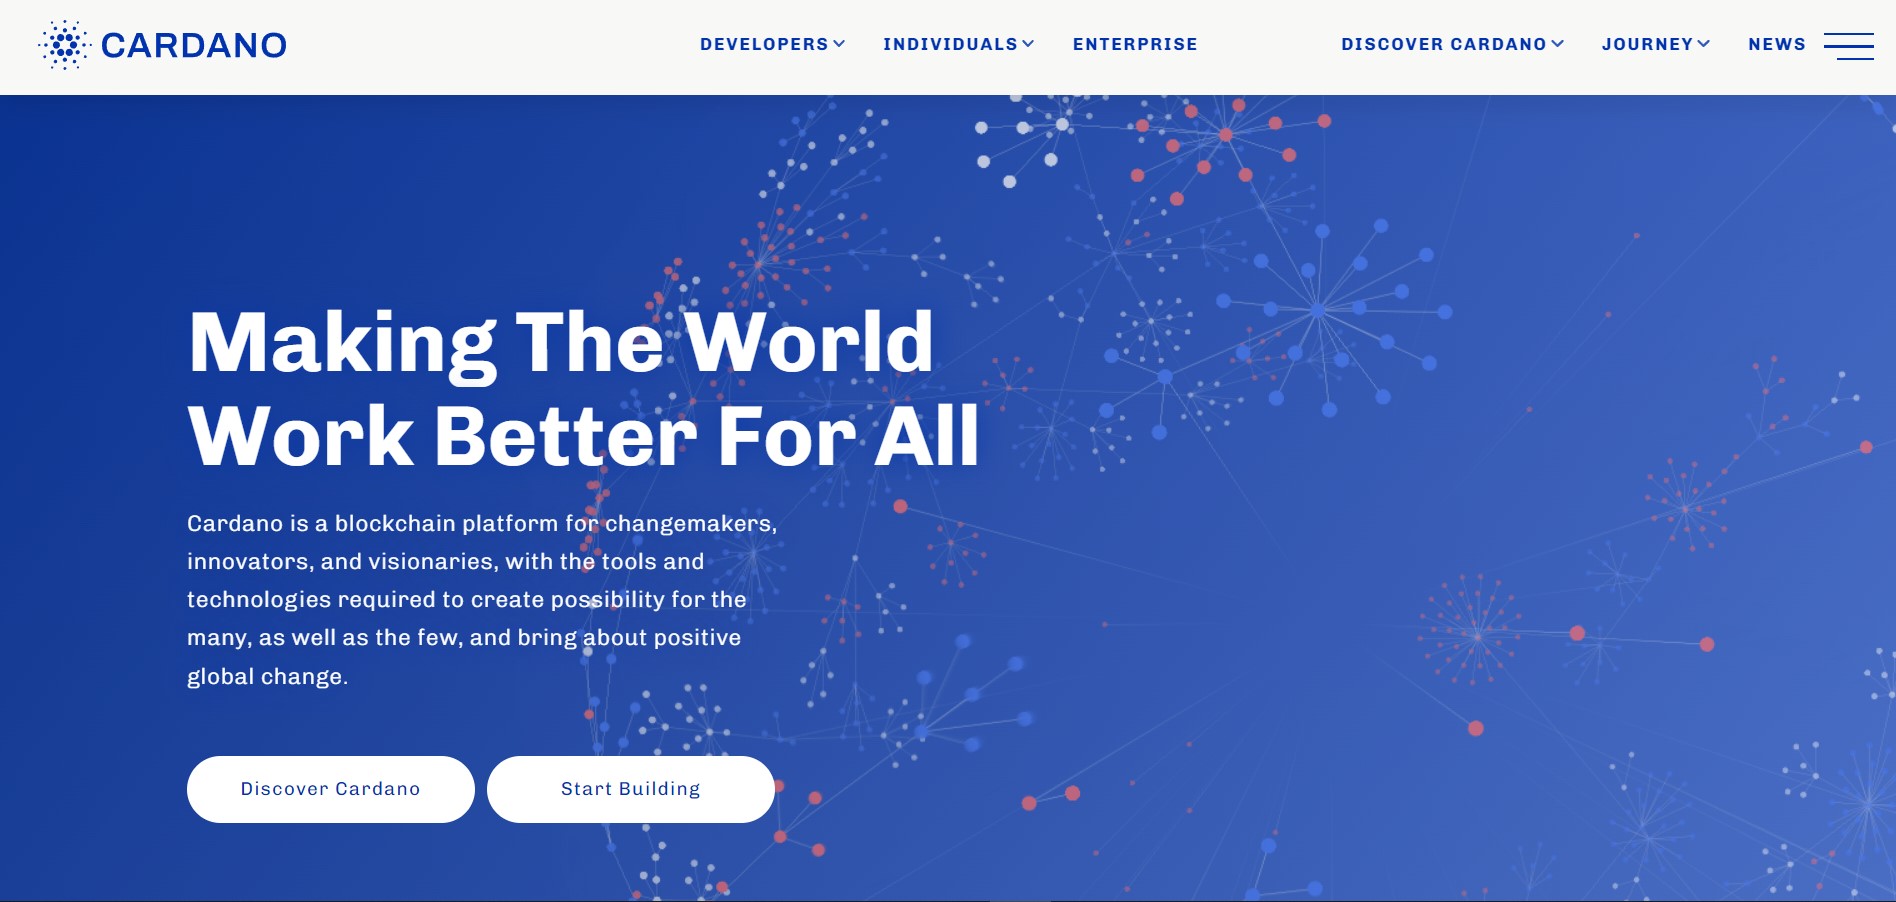 CARDANO
DEVELOPERS
INDIVIDUALS
ENTERPRISE
DISCOVER CARDANO
JOURNEY
NEWS
Making The World
Work Better For All
Cardano is a blockchain platform for changemakers,
innovators, and visionaries, with the tools and
technologies required to create possibility for the
many, as well as the few, and bring about positive
global change.
Discover Cardano
Start Building